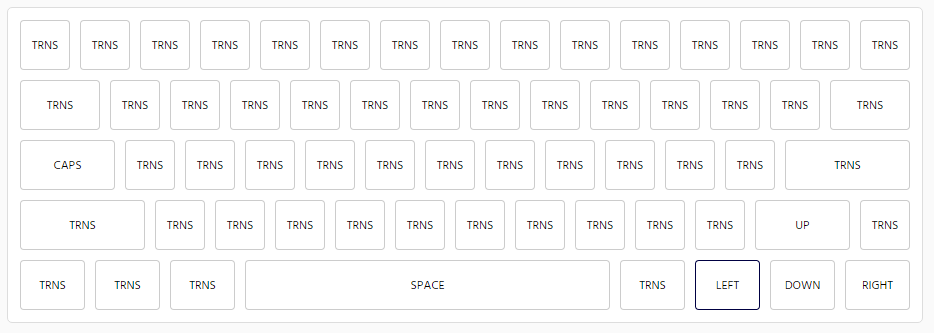 TRNS TRNS TRNS TRNS TRNS TRNS TRNS TRNS TRNS TRNS TRNS TRNS TRNS TRNS TRNS
TRNS TRNS TRNS TRNS TRNS TRNS TRNS TRNS TRNS TRNS TRNS TRNS TRNS TRNS
CAPS TRNS TRNS TRNS TRNS TRNS TRNS TRNS TRNS TRNS TRNS TRNS TRNS
TRNS TRNS TRNS TRNS TRNS TRNS TRNS TRNS TRNS TRNS TRNS UP TRNS
TRNS TRNS TRNS SPACE TRNS LEFT DOWN RIGHT